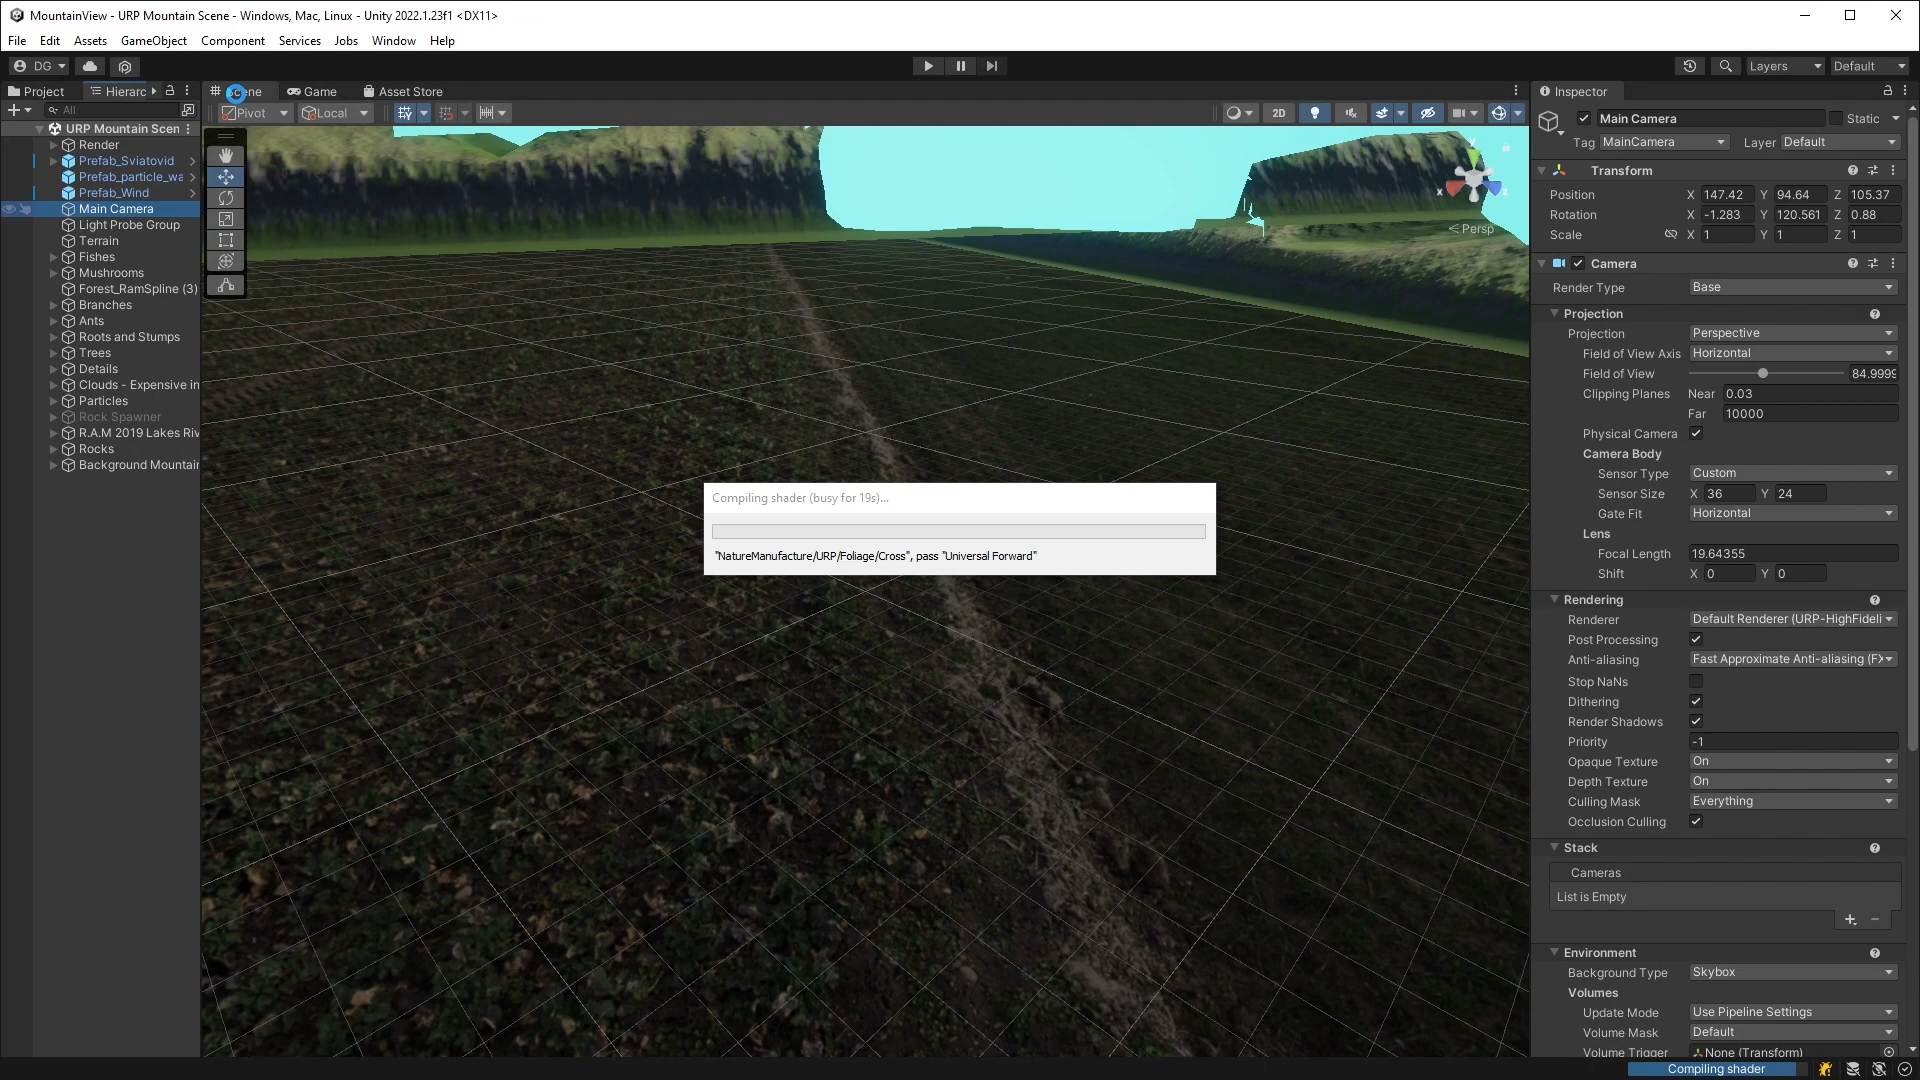 MountainView - URP Mountain Scene - Windows, Mac, Linux - Unity 2022.1.23f1 <DX11>
File Edit Assets GameObject Component Services Jobs Window Help
DG
Layers Default
Project Hierarc
Scene Game Asset Store
Inspector
All
Pivot Local
2D
URP Mountain Scen
Render
Prefab_Sviatovid
Prefab_particle_wa
Prefab_Wind
Main Camera
Light Probe Group
Terrain
Fishes
Mushrooms
Forest_RamSpline (3)
Branches
Ants
Roots and Stumps
Trees
Details
Clouds - Expensive in
Particles
Rock Spawner
R.A.M 2019 Lakes Riv
Rocks
Background Mountair
y
x
z
Persp
Compiling shader (busy for 19s)...
"NatureManufacture/URP/Foliage/Cross", pass "Universal Forward"
Main Camera Static
Tag MainCamera Layer Default
Transform
Position X 147.42 Y 94.64 Z 105.37
Rotation X -1.283 Y 120.561 Z 0.88
Scale X 1 Y 1 Z 1
Camera
Render Type Base
Projection
Projection Perspective
Field of View Axis Horizontal
Field of View 84.9999
Clipping Planes Near 0.03
Far 10000
Physical Camera
Camera Body
Sensor Type Custom
Sensor Size X 36 Y 24
Gate Fit Horizontal
Lens
Focal Length 19.64355
Shift X 0 Y 0
Rendering
Renderer Default Renderer (URP-HighFideli
Post Processing
Anti-aliasing Fast Approximate Anti-aliasing (FX
Stop NaNs
Dithering
Render Shadows
Priority -1
Opaque Texture On
Depth Texture On
Culling Mask Everything
Occlusion Culling
Stack
Cameras
List is Empty
Environment
Background Type Skybox
Volumes
Update Mode Use Pipeline Settings
Volume Mask Default
Volume Trigger None (Transform)
Compiling shader